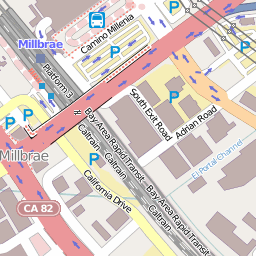 Millbrae
Camino Millenia
P
P
P
Platform 3
South Exit Road
P
Adrian Road
P
P
Bay Area Rapid Transit
Caltrain
Caltrain
Millbrae
P
El Portal Channel
California Drive
CA 82
Bay Area Rapid Transit
Caltrain